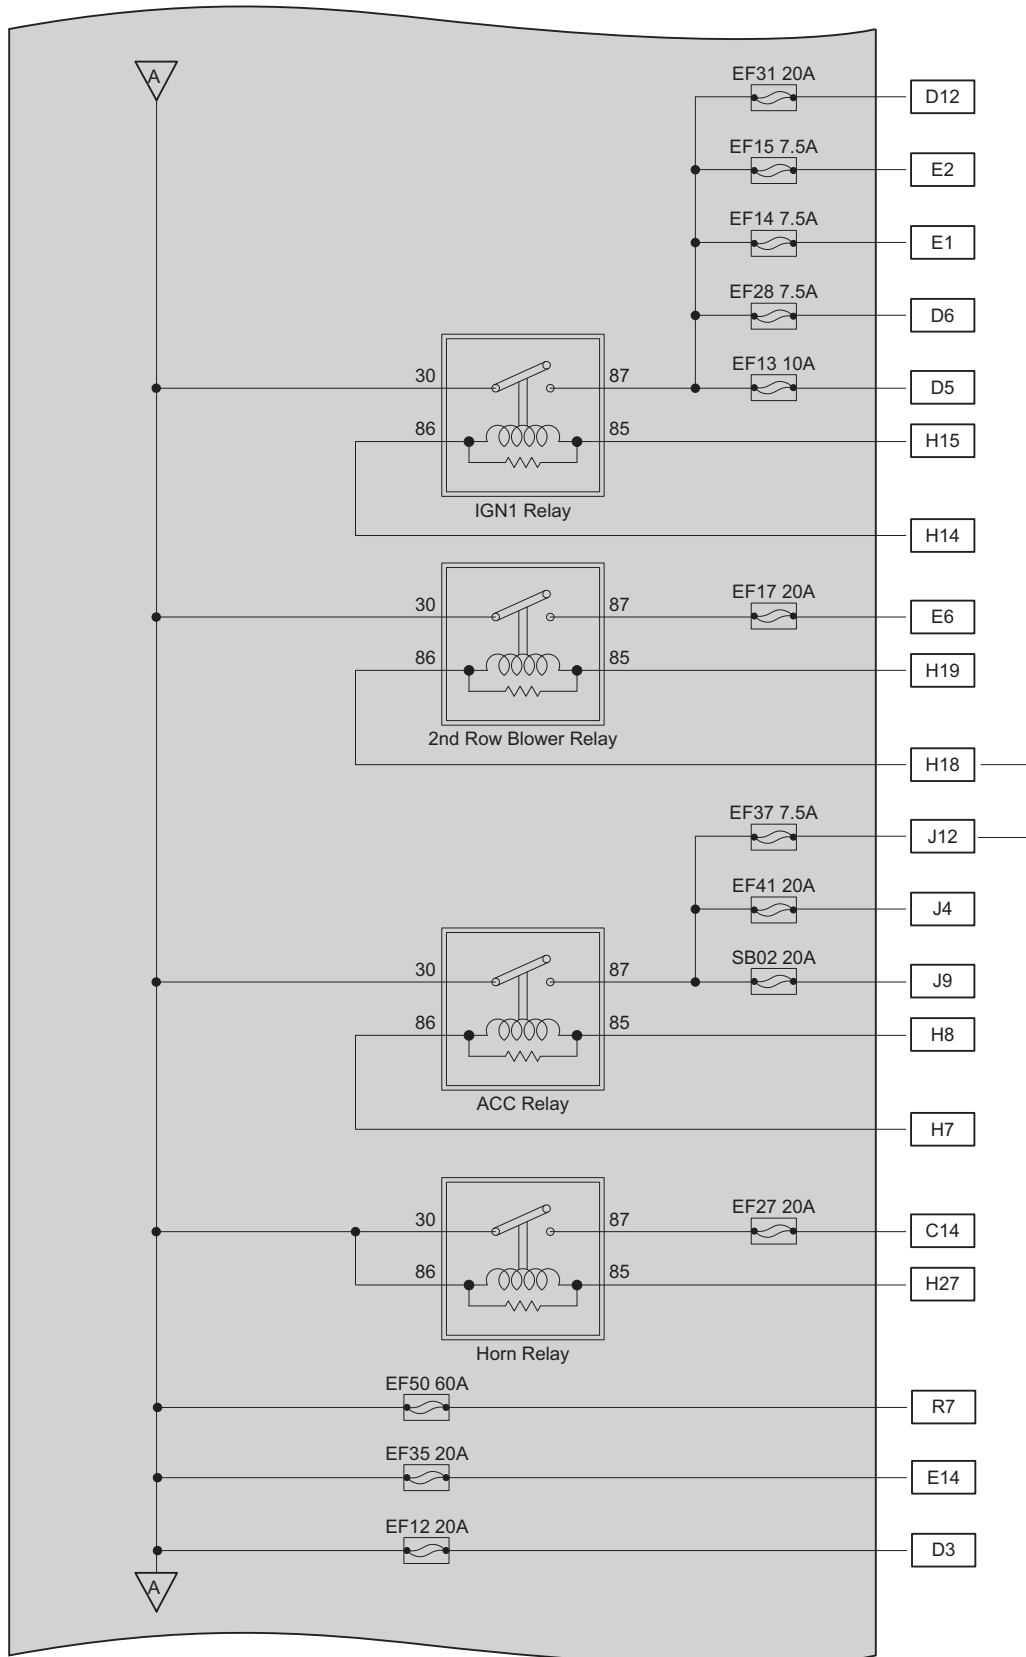 A
EF31 20A
D12
EF15 7.5A
E2
EF14 7.5A
E1
EF28 7.5A
D6
EF13 10A
30
87
D5
86
85
H15
IGN1 Relay
H14
EF17 20A
30
87
E6
86
85
H19
2nd Row Blower Relay
H18
EF37 7.5A
J12
EF41 20A
J4
SB02 20A
30
87
J9
86
85
H8
ACC Relay
H7
EF27 20A
30
87
C14
86
85
H27
Horn Relay
EF50 60A
R7
EF35 20A
E14
EF12 20A
D3
A